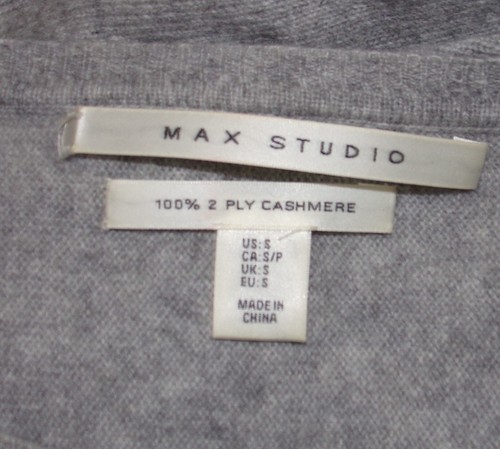 MAX STUDIO
100% 2 PLY CASHMERE
US:S
CA:S/P
UK:S
EU:S
MADE IN
CHINA